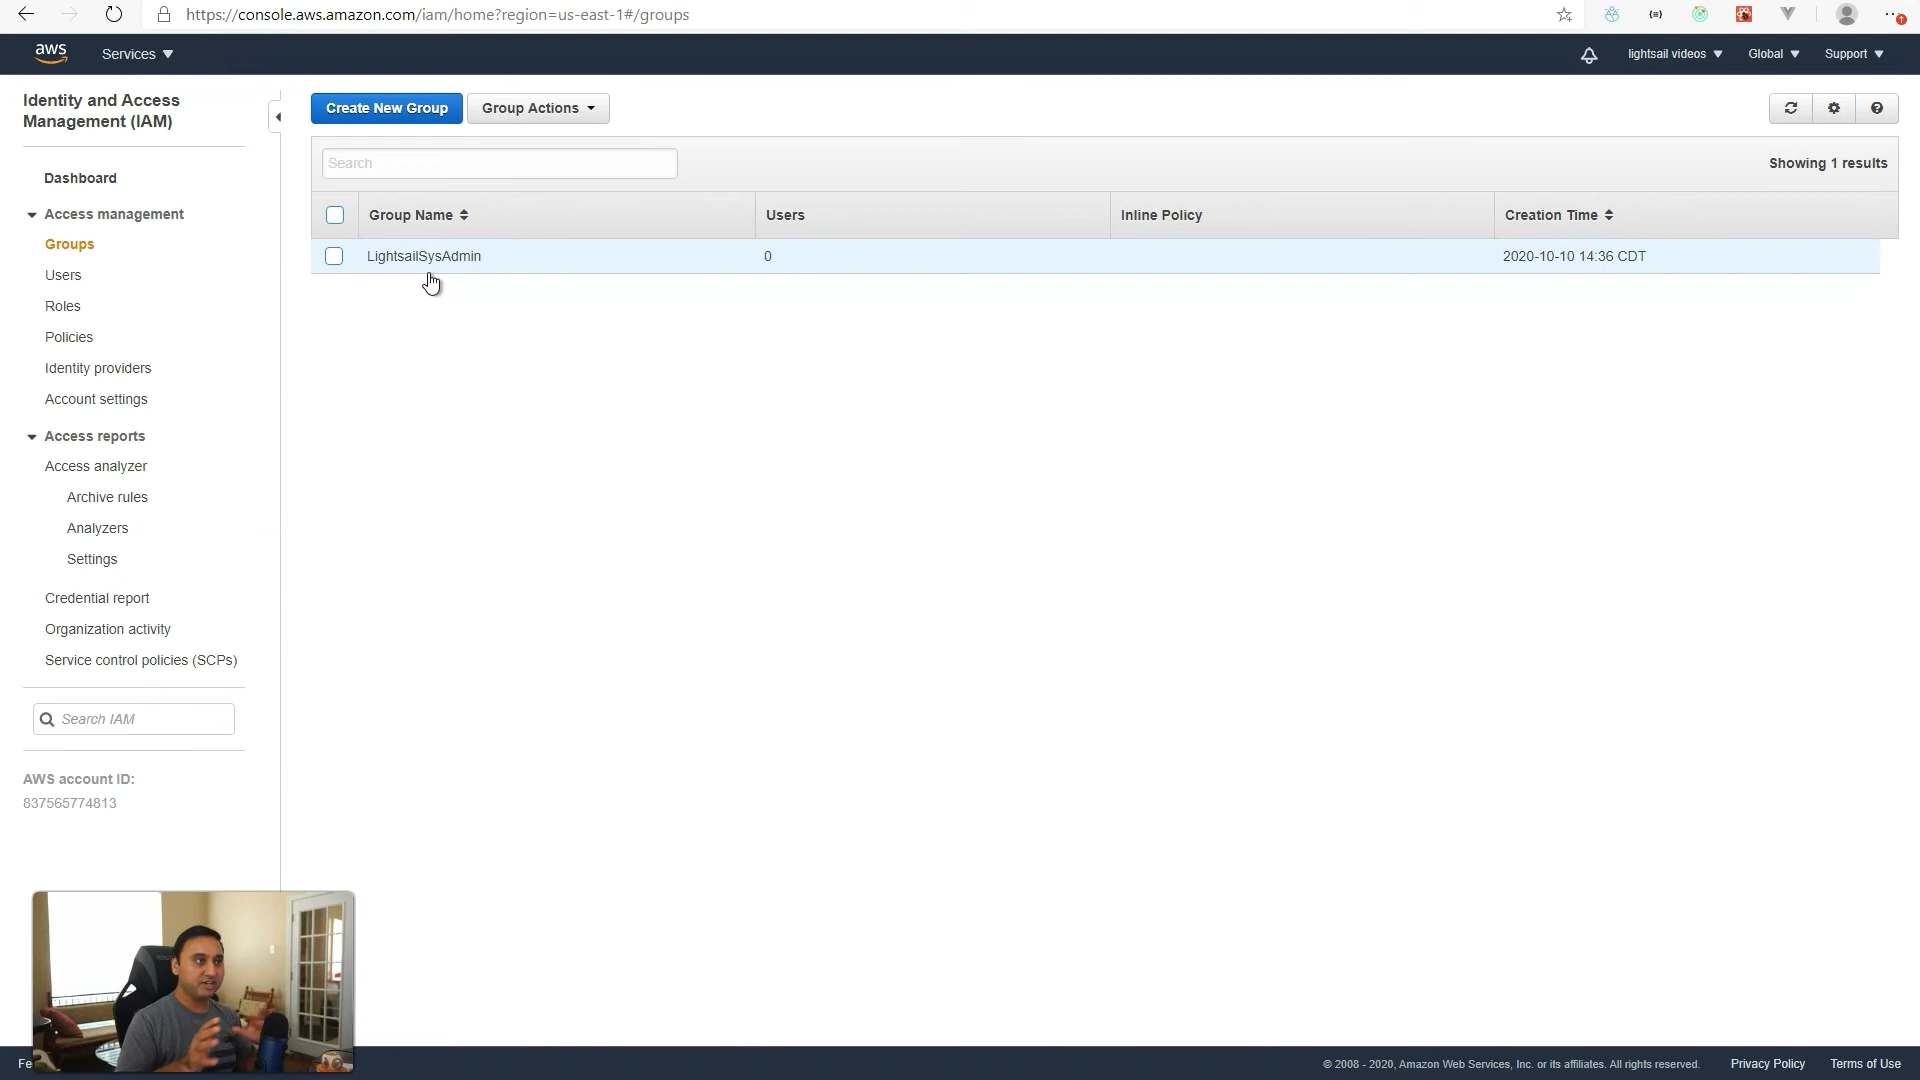 https://console.aws.amazon.com/iam/home?region=us-east-1#/groups
aws
Services
lightsail videos
Global
Support
Identity and Access
Management (IAM)
Dashboard
Access management
Groups
Users
Roles
Policies
Identity providers
Account settings
Access reports
Access analyzer
Archive rules
Analyzers
Settings
Credential report
Organization activity
Service control policies (SCPs)
Search IAM
AWS account ID:
837565774813
Create New Group
Group Actions
Search
Showing 1 results
Group Name
Users
Inline Policy
Creation Time
LightsailSysAdmin
0
2020-10-10 14:36 CDT
Fe
© 2008 - 2020, Amazon Web Services, Inc. or its affiliates. All rights reserved.
Privacy Policy
Terms of Use